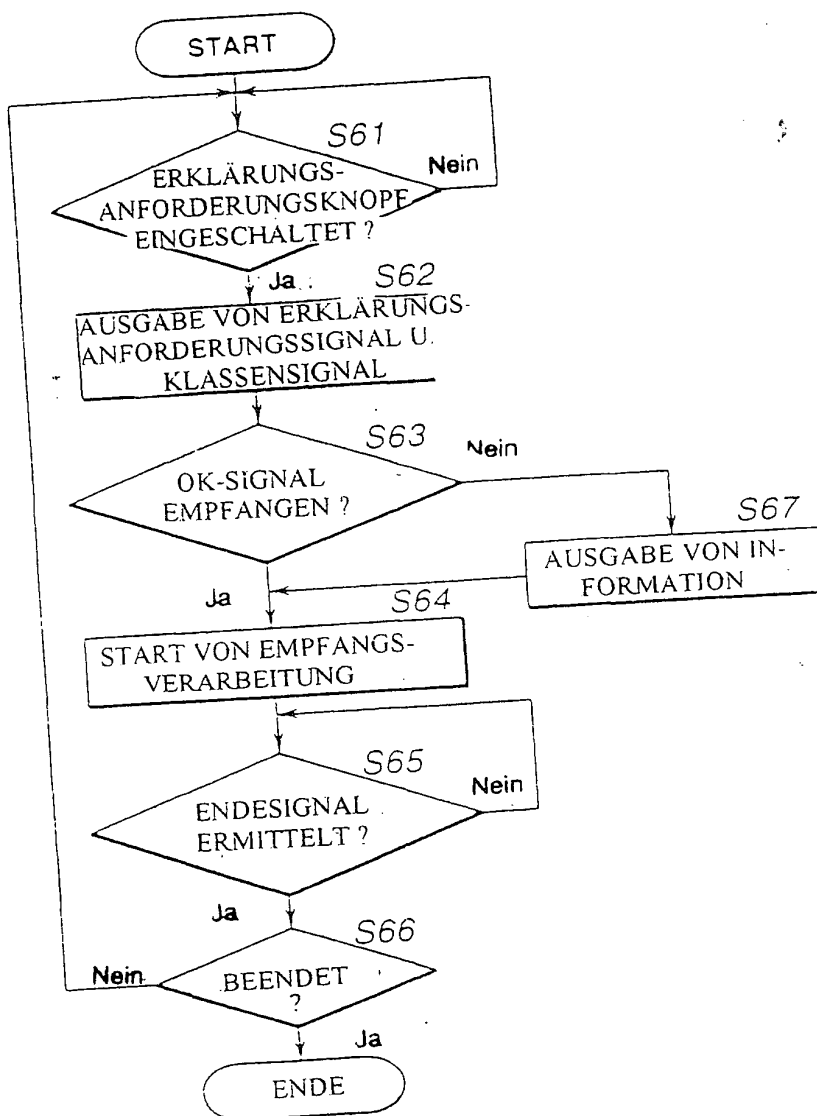 START
S61
Nein
ERKLÄRUNGS-
ANFORDERUNGSKNOPF
EINGESCHALTET ?
Ja
S62
AUSGABE VON ERKLÄRUNGS-
ANFORDERUNGSSIGNAL U.
KLASSENSIGNAL
S63
Nein
OK-SIGNAL
EMPFANGEN ?
S67
AUSGABE VON IN-
FORMATION
Ja
S64
START VON EMPFANGS-
VERARBEITUNG
S65
Nein
ENDESIGNAL
ERMITTELT ?
Ja
S66
Nein
BEENDET
?
Ja
ENDE